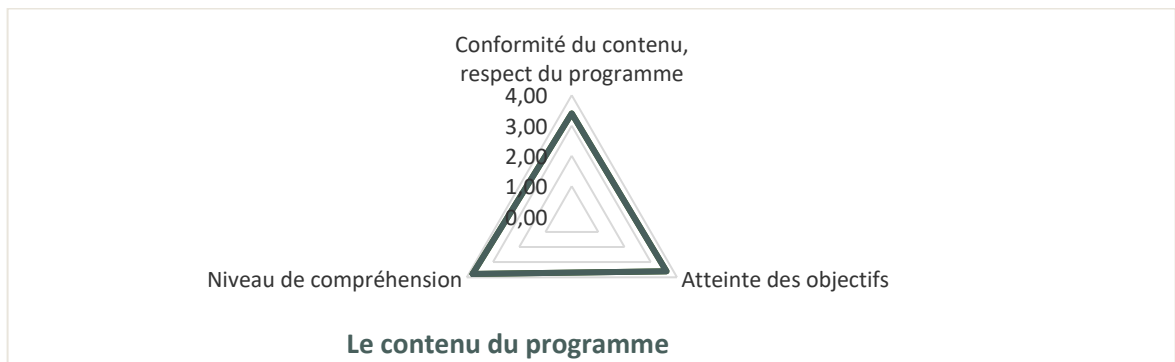 Conformité du contenu,
respect du programme
4,00
3,00
2,00
1,00
0,00
Niveau de compréhension
Atteinte des objectifs
Le contenu du programme